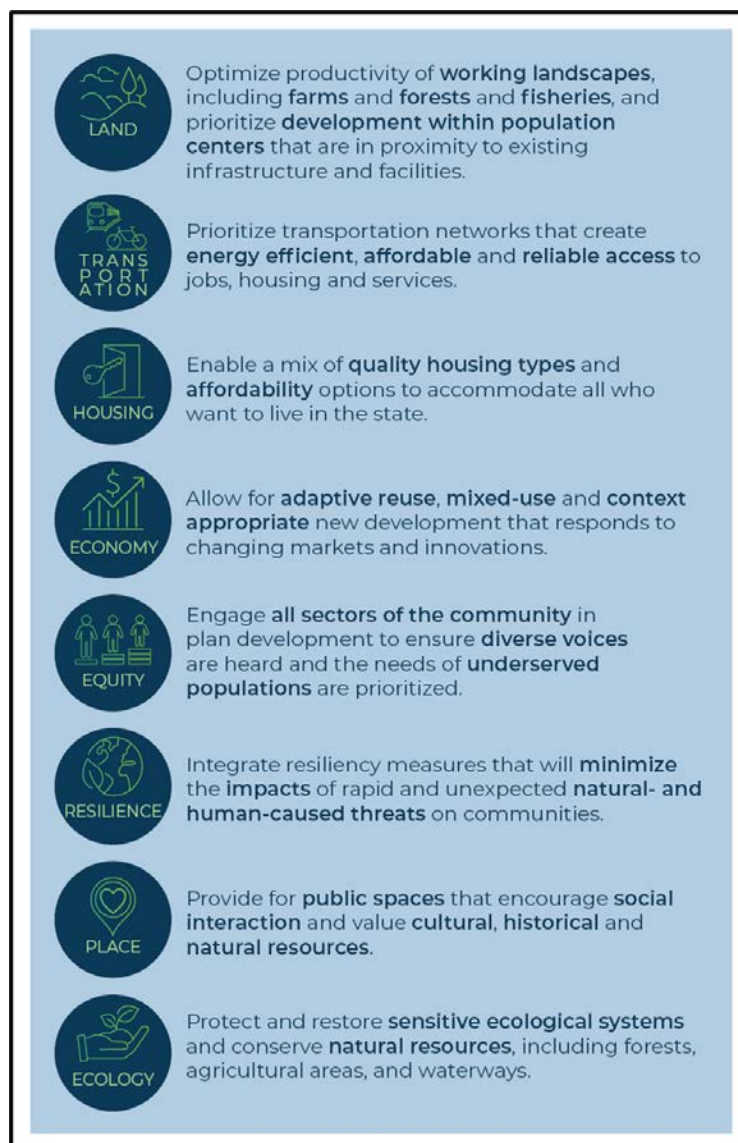 LAND
Optimize productivity of working landscapes,
including farms and forests and fisheries, and
prioritize development within population
centers that are in proximity to existing
infrastructure and facilities.
TRANS
PORT
ATION
Prioritize transportation networks that create
energy efficient, affordable and reliable access to
jobs, housing and services.
HOUSING
Enable a mix of quality housing types and
affordability options to accommodate all who
want to live in the state.
$
ECONOMY
Allow for adaptive reuse, mixed-use and context
appropriate new development that responds to
changing markets and innovations.
EQUITY
Engage all sectors of the community in
plan development to ensure diverse voices
are heard and the needs of underserved
populations are prioritized.
RESILIENCE
Integrate resiliency measures that will minimize
the impacts of rapid and unexpected natural- and
human-caused threats on communities.
PLACE
Provide for public spaces that encourage social
interaction and value cultural, historical and
natural resources.
ECOLOGY
Protect and restore sensitive ecological systems
and conserve natural resources, including forests,
agricultural areas, and waterways.